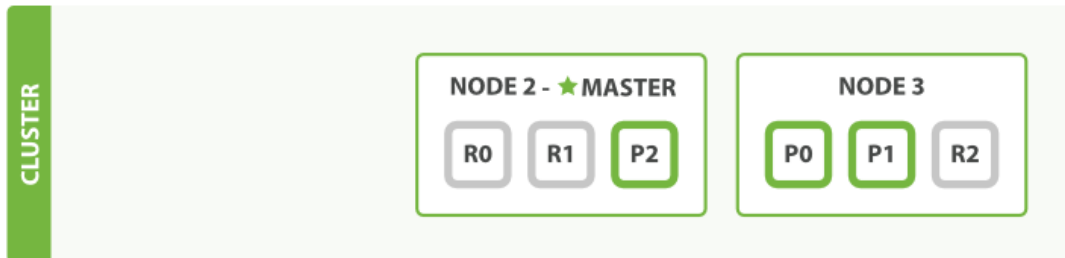 CLUSTER
NODE 2 - ★MASTER
R0 R1 P2
NODE 3
P0 P1 R2